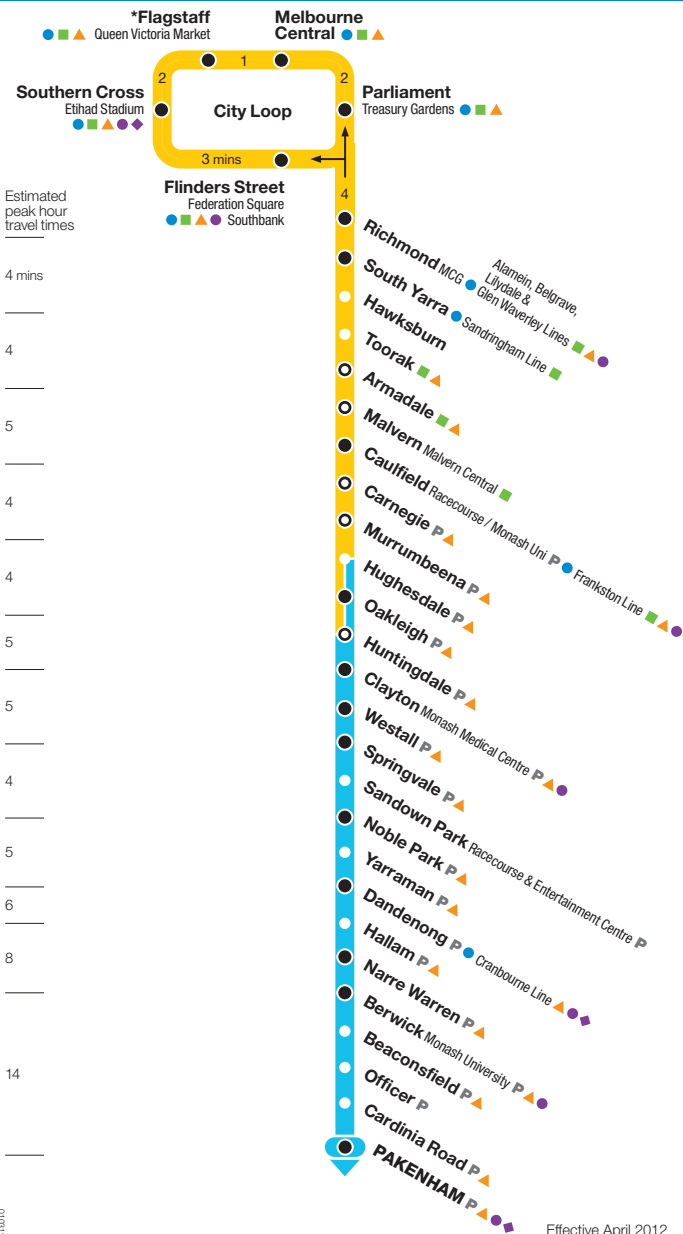 *Flagstaff
Queen Victoria Market
Melbourne
Central
Southern Cross
Etihad Stadium
2
1
2
City Loop
Parliament
Treasury Gardens
3 mins
4
Flinders Street
Federation Square
Southbank
Estimated
peak hour
travel times
4 mins
4
5
4
4
5
5
4
5
6
8
14
Richmond MCG Alamein, Belgrave,
Lilydale &
Glen Waverley Lines
South Yarra Sandringham Line
Hawksburn
Toorak
Armadale
Malvern Malvern Central
Caulfield Racecourse / Monash Uni P Frankston Line
Carnegie P
Murrumbeena P
Hughesdale P
Oakleigh P
Huntingdale P
Clayton Monash Medical Centre P
Westall P
Springvale P
Sandown Park Racecourse & Entertainment Centre P
Noble Park P
Yarraman P
Dandenong P Cranbourne Line
Hallam P
Narre Warren P
Berwick Monash University P
Beaconsfield P
Officer P
Cardinia Road P
PAKENHAM P
Effective April 2012